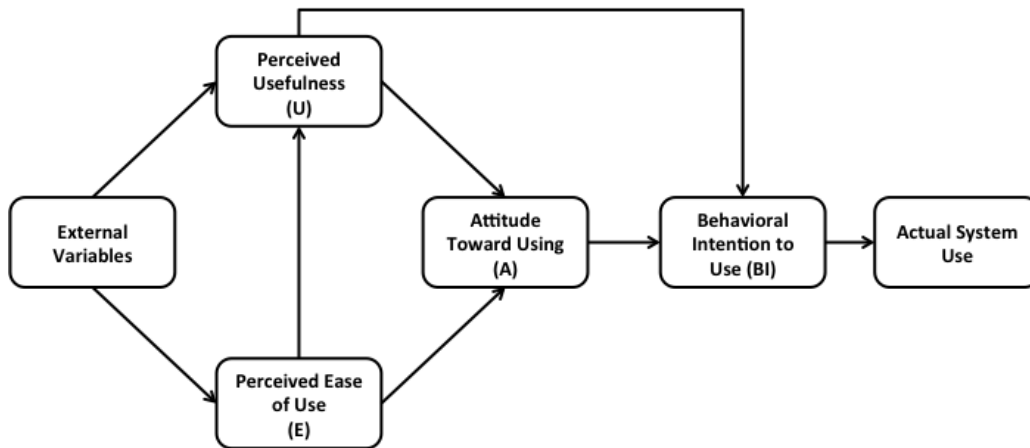 Perceived
Usefulness
(U)
External
Variables
Attitude
Toward Using
(A)
Behavioral
Intention to
Use (BI)
Actual System
Use
Perceived Ease
of Use
(E)